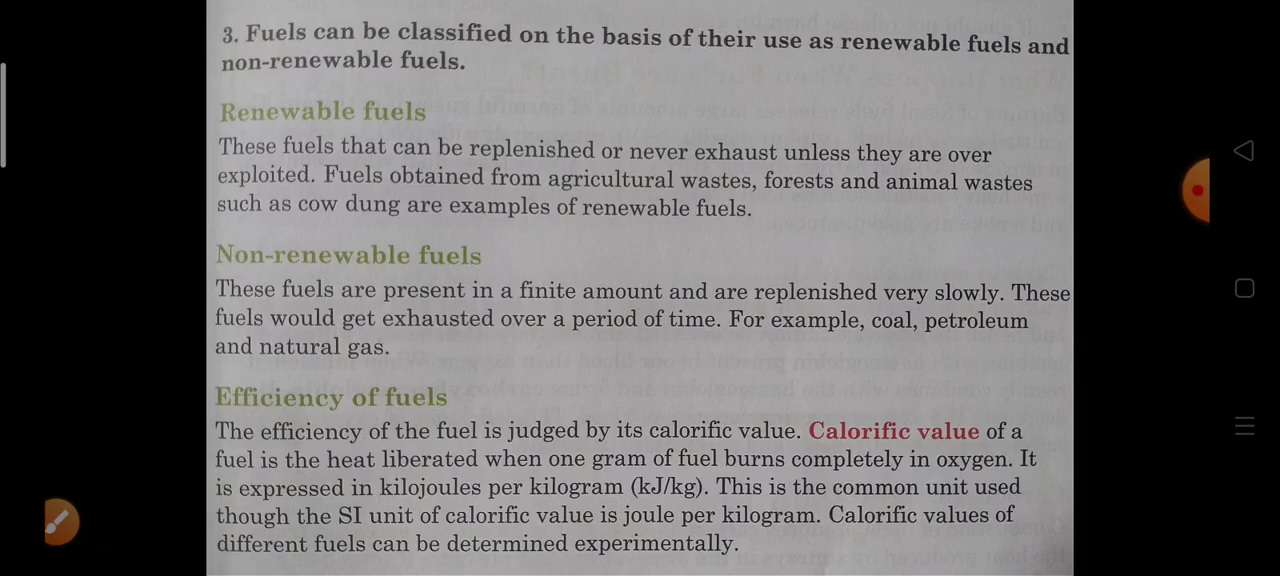 3. Fuels can be classified on the basis of their use as renewable fuels and
non-renewable fuels.
Renewable fuels
These fuels that can be replenished or never exhaust unless they are over
exploited. Fuels obtained from agricultural wastes, forests and animal wastes
such as cow dung are examples of renewable fuels.
Non-renewable fuels
These fuels are present in a finite amount and are replenished very slowly. These
fuels would get exhausted over a period of time. For example, coal, petroleum
and natural gas.
Efficiency of fuels
The efficiency of the fuel is judged by its calorific value. Calorific value of a
fuel is the heat liberated when one gram of fuel burns completely in oxygen. It
is expressed in kilojoules per kilogram (kJ/kg). This is the common unit used
though the SI unit of calorific value is joule per kilogram. Calorific values of
different fuels can be determined experimentally.